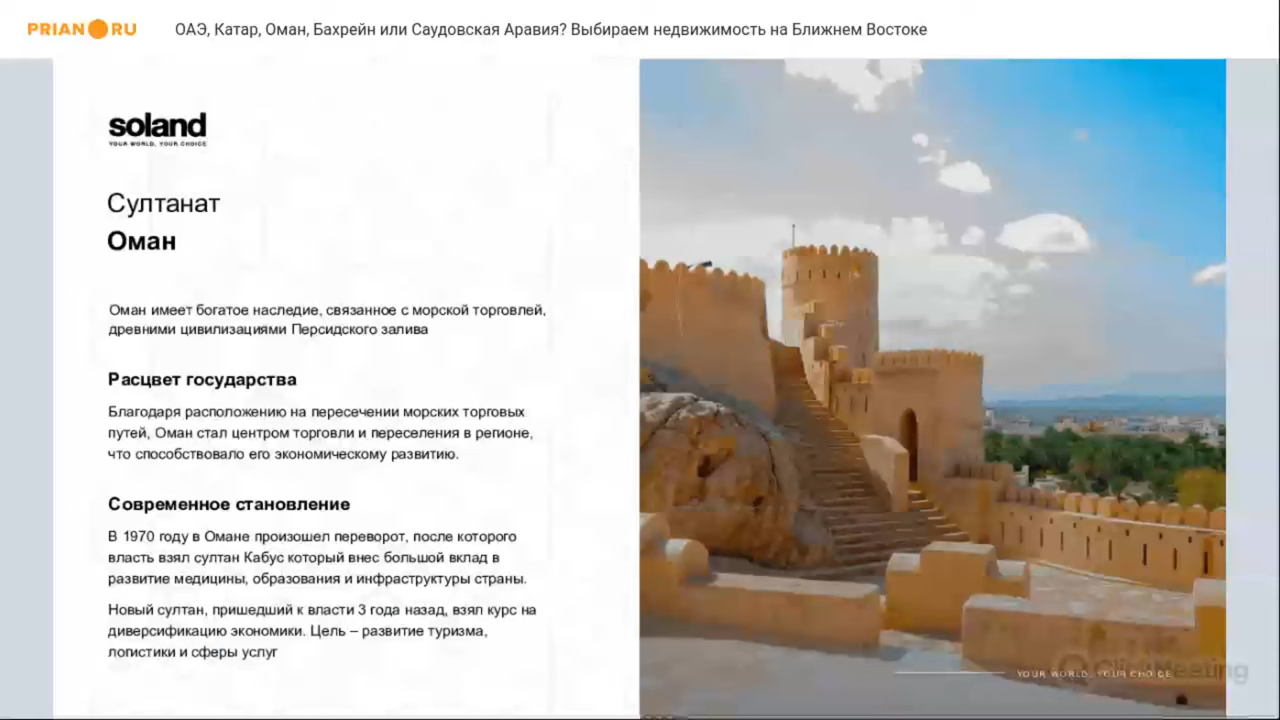 PRIAN RU
ОАЭ, Катар, Оман, Бахрейн или Саудовская Аравия? Выбираем недвижимость на Ближнем Востоке
soland
YOUR WORLD, YOUR CHOICE
Султанат
Оман
Оман имеет богатое наследие, связанное с морской торговлей,
древними цивилизациями Персидского залива
Расцвет государства
Благодаря расположению на пересечении морских торговых
путей, Оман стал центром торговли и переселения в регионе,
что способствовало его экономическому развитию.
Современное становление
В 1970 году в Омане произошел переворот, после которого
власть взял султан Кабус который внес большой вклад в
развитие медицины, образования и инфраструктуры страны.
Новый султан, пришедший к власти 3 года назад, взял курс на
диверсификацию экономики. Цель – развитие туризма,
логистики и сферы услуг
ClickMeeting
YOUR WORLD, YOUR CHOICE